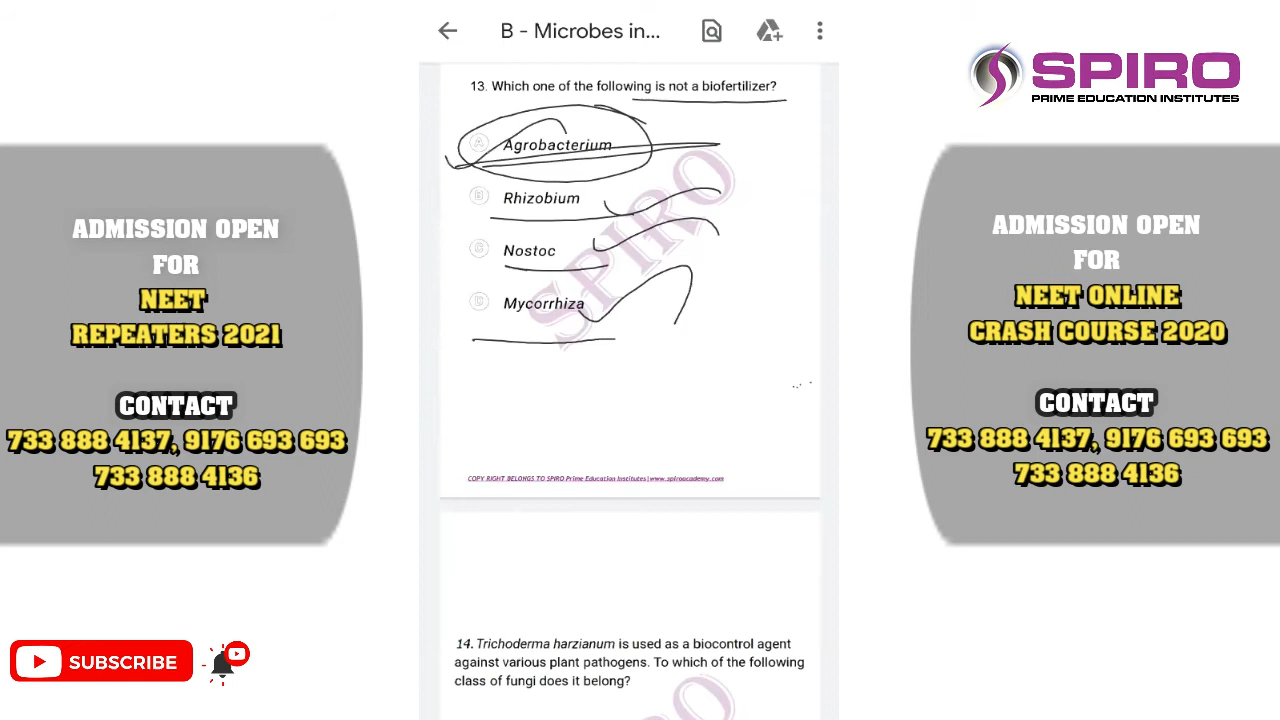 B - Microbes in...
SPIRO
PRIME EDUCATION INSTITUTES
13. Which one of the following is not a biofertilizer?
A Agrobacterium
B Rhizobium
C Nostoc
D Mycorrhiza
SPIRO
COPY RIGHT BELONGS TO SPIRO Prime Education Institutes|www.spiroacademy.com
14. Trichoderma harzianum is used as a biocontrol agent
against various plant pathogens. To which of the following
class of fungi does it belong?
SPIRO
ADMISSION OPEN
FOR
NEET
REPEATERS 2021
CONTACT
733 888 4137, 9176 693 693
733 888 4136
ADMISSION OPEN
FOR
NEET ONLINE
CRASH COURSE 2020
CONTACT
733 888 4137, 9176 693 693
733 888 4136
SUBSCRIBE